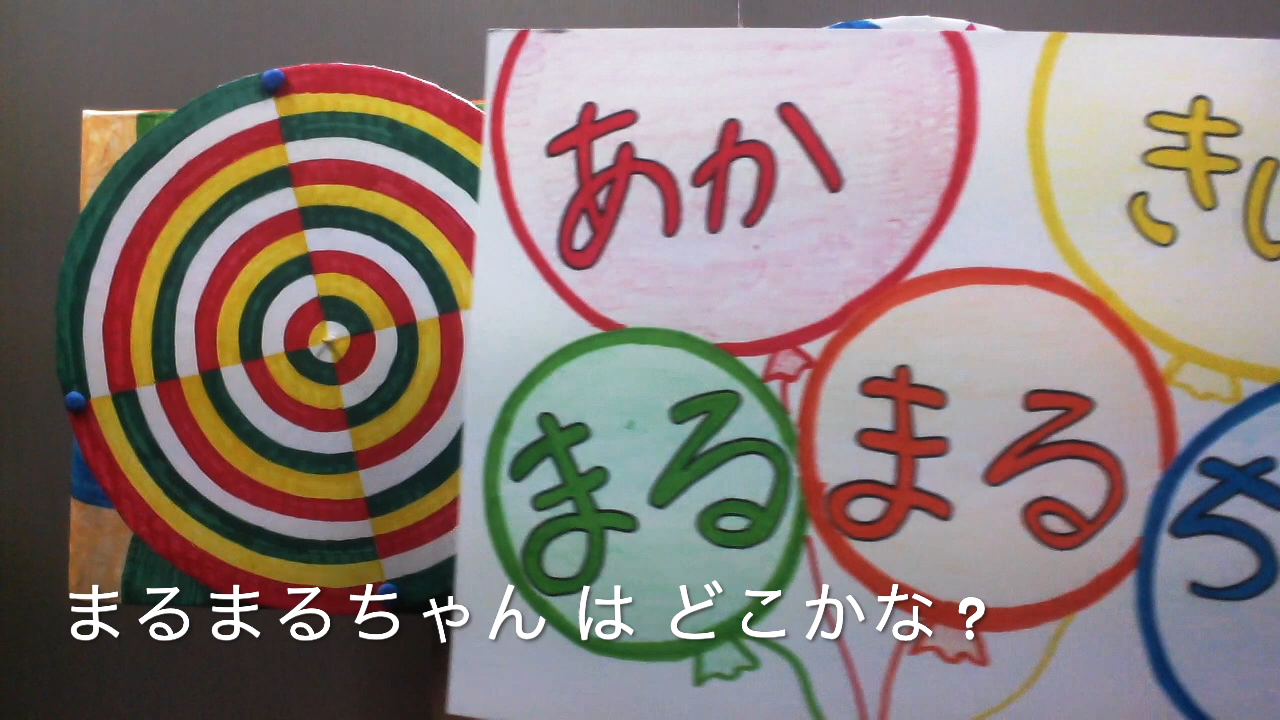 あか
き
まる
まる
ち
まるまるちゃん は どこかな？